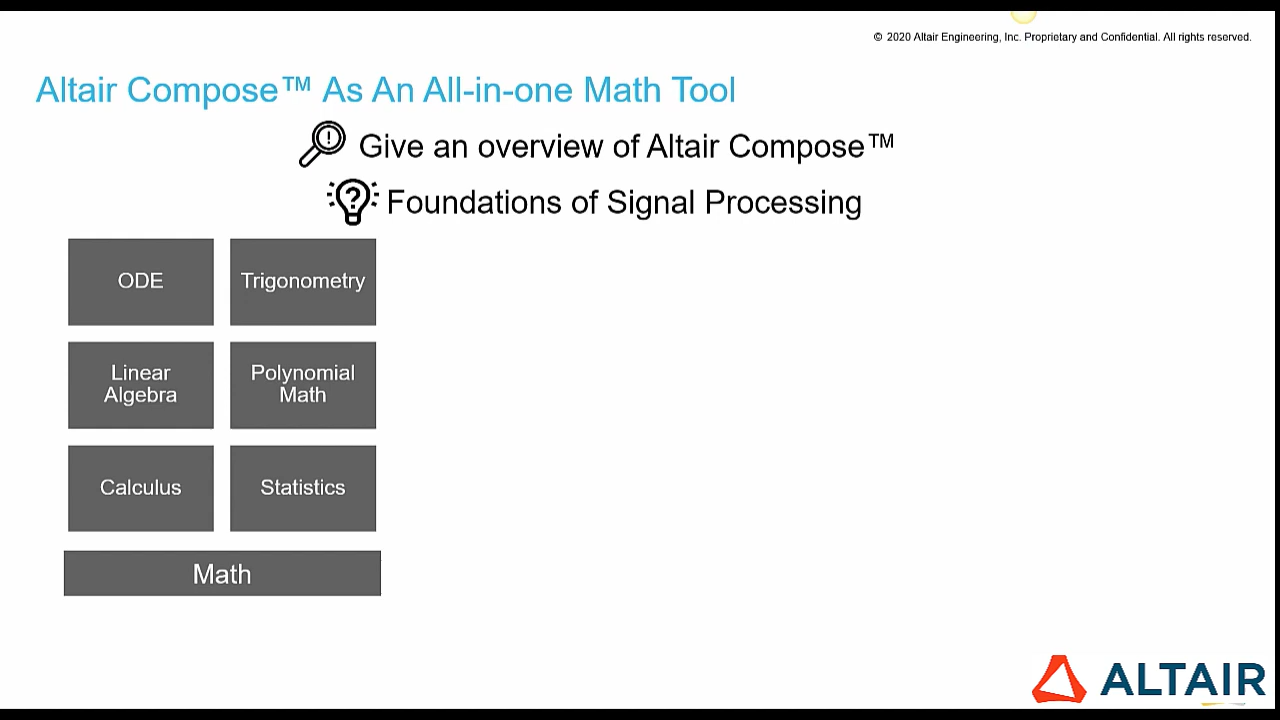 © 2020 Altair Engineering, Inc. Proprietary and Confidential. All rights reserved.
Altair Compose™ As An All-in-one Math Tool
Give an overview of Altair Compose™
Foundations of Signal Processing
ODE
Trigonometry
Linear
Algebra
Polynomial
Math
Calculus
Statistics
Math
ALTAIR